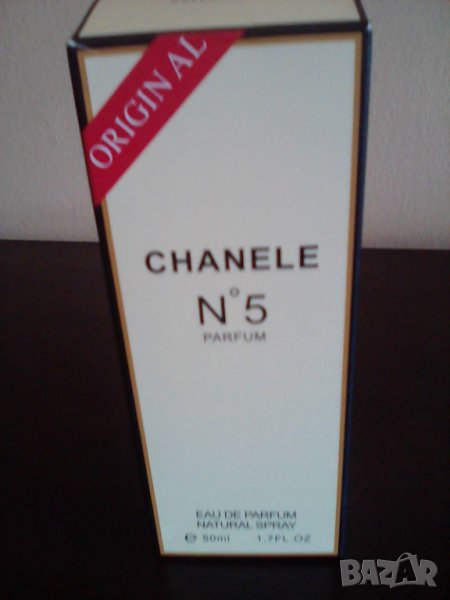 ORIGINAL
CHANELE
N°5
PARFUM
EAU DE PARFUM
NATURAL SPRAY
e 50ml 1.7FL.OZ
BAZAR